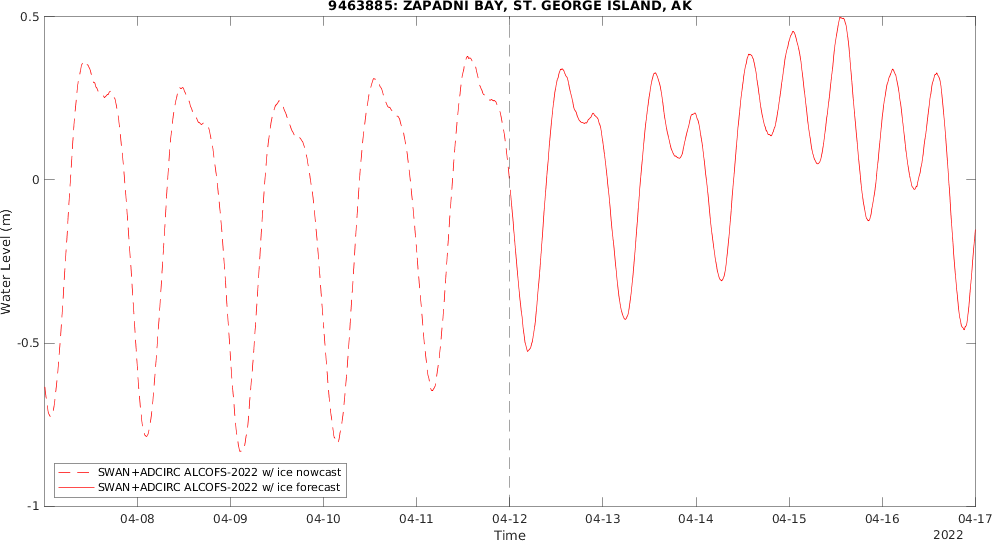 9463885: ZAPADNI BAY, ST. GEORGE ISLAND, AK
0.5
0
-0.5
-1
Water Level (m)
SWAN+ADCIRC ALCOFS-2022 w/ ice nowcast
SWAN+ADCIRC ALCOFS-2022 w/ ice forecast
04-08 04-09 04-10 04-11 04-12 04-13 04-14 04-15 04-16 04-17
Time
2022